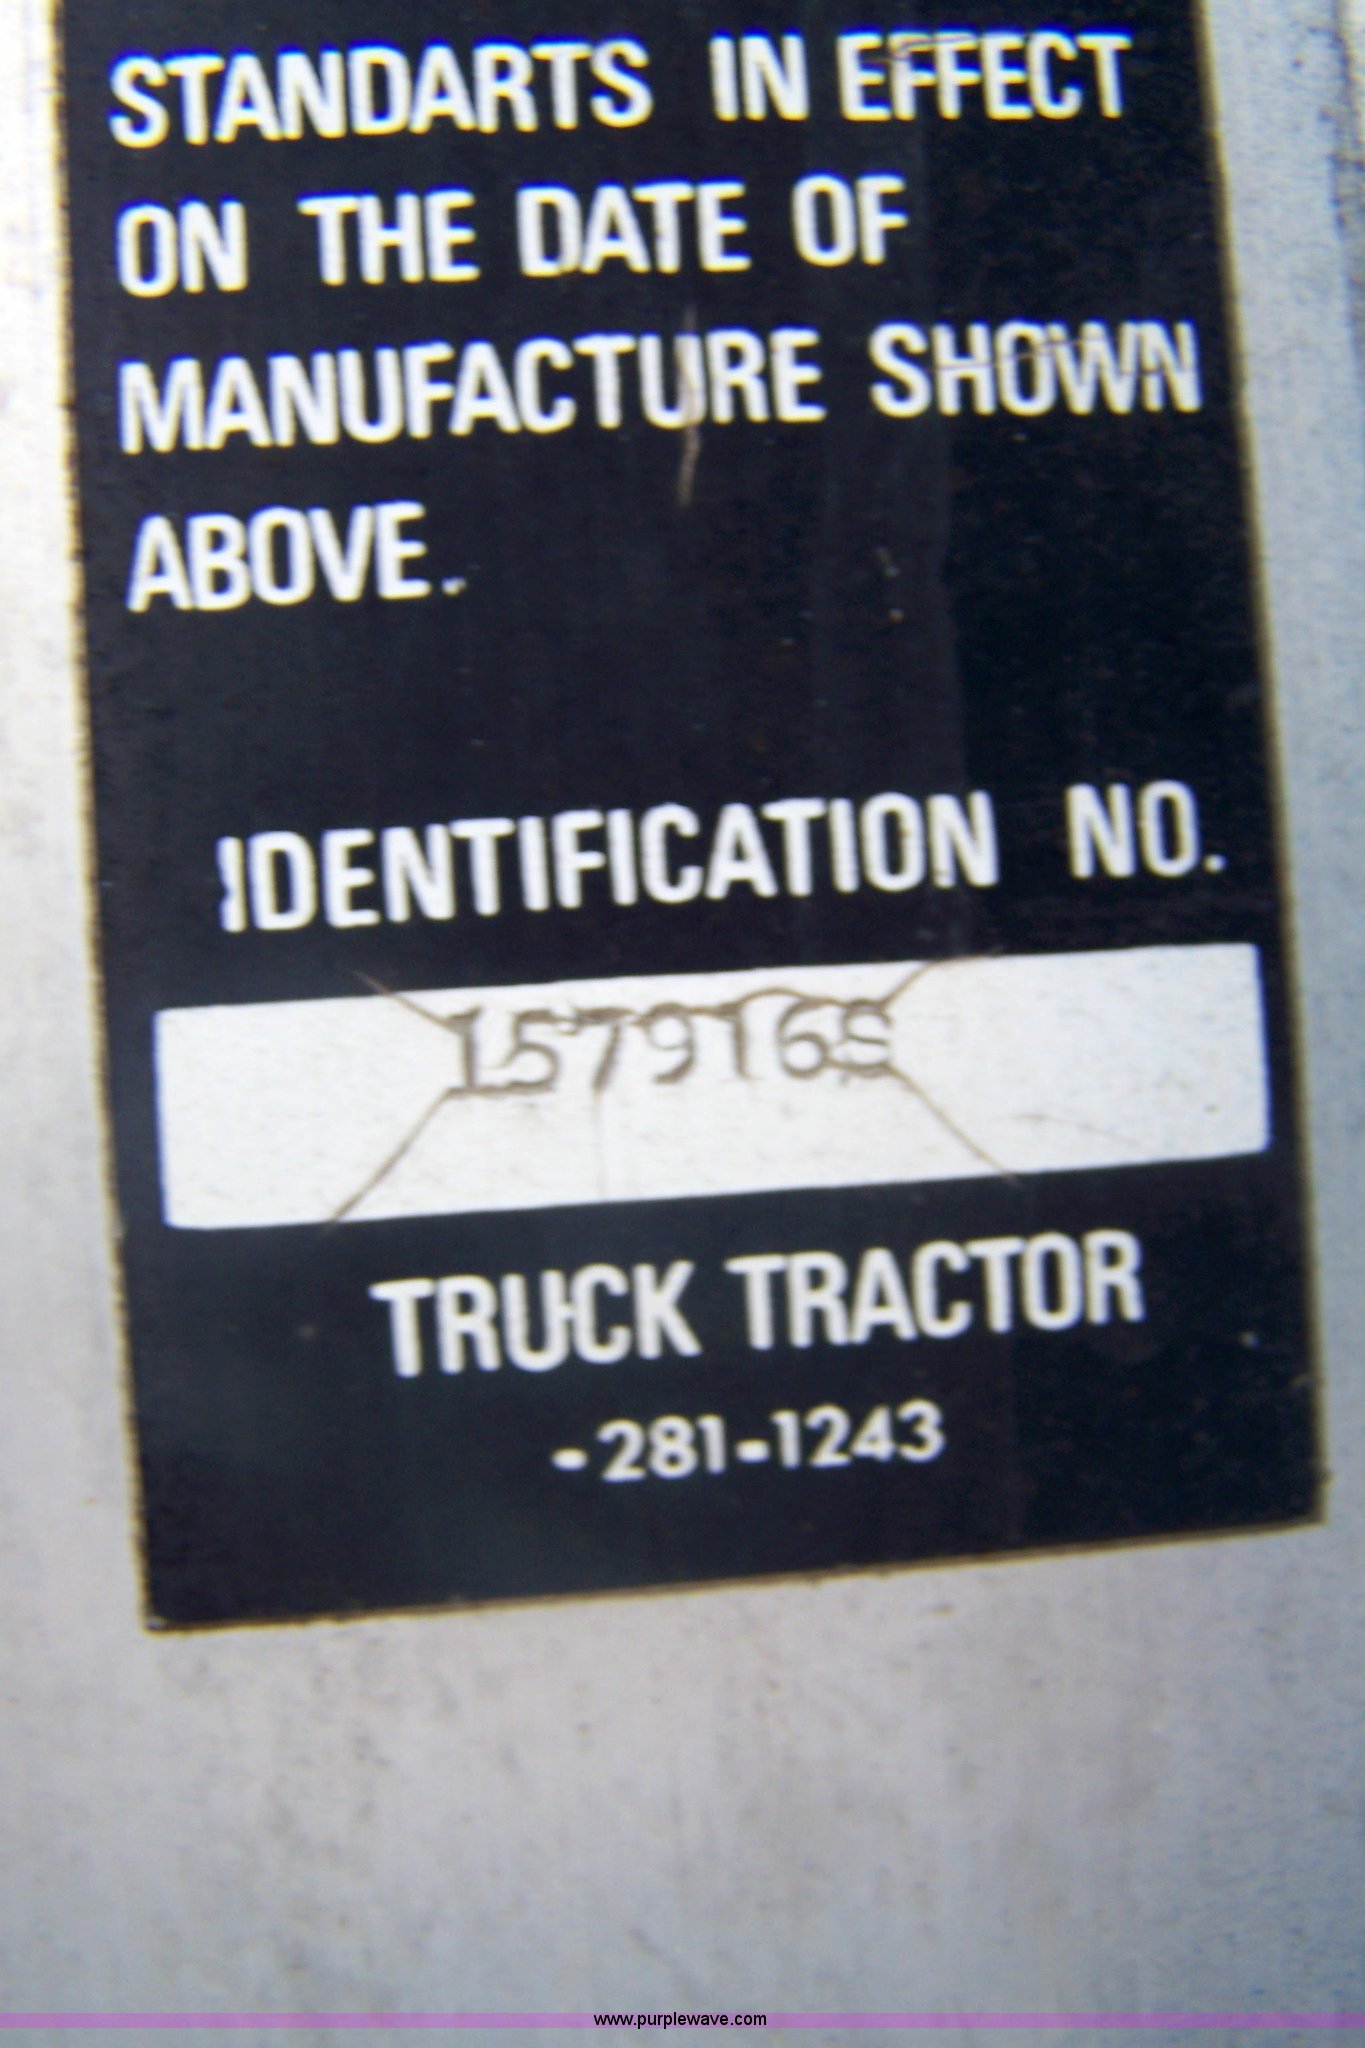 STANDARTS IN EFFECT
ON THE DATE OF
MANUFACTURE SHOWN
ABOVE.
IDENTIFICATION NO.
157916S
TRUCK TRACTOR
-281-1243
www.purplewave.com